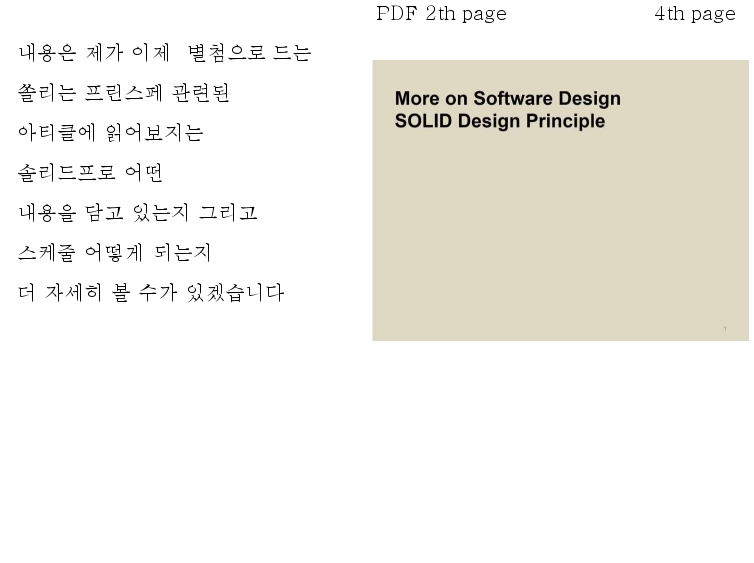 PDF 2th page 4th page
내용은 제가 이제 별첨으로 드는
쏠리는 프린스페 관련된
아티클에 읽어보지는
솔리드프로 어떤
내용을 담고 있는지 그리고
스케줄 어떻게 되는지
더 자세히 볼 수가 있겠습니다
More on Software Design
SOLID Design Principle
1